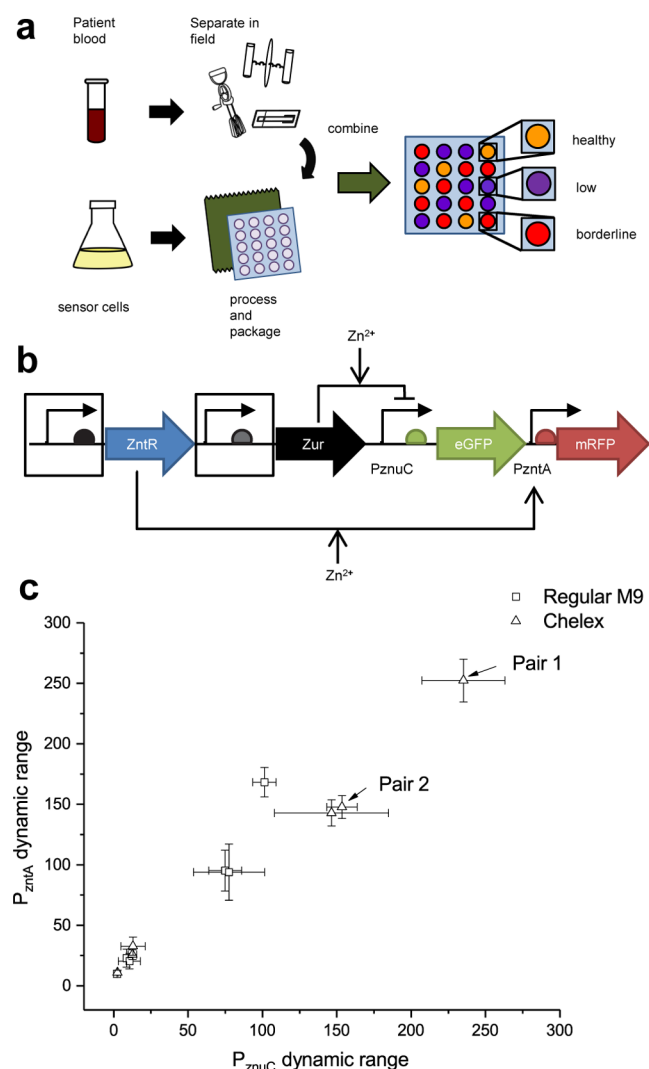 a
Patient
blood
Separate in
field
combine
healthy
low
borderline
sensor cells
process
and
package
b
Zn²⁺
ZntR
Zur
PznuC
eGFP
PzntA
mRFP
Zn²⁺
c
Regular M9
Chelex
Pair 1
Pair 2
300
250
200
150
100
50
0
PzntA dynamic range
0
50
100
150
200
250
300
PznuC dynamic range